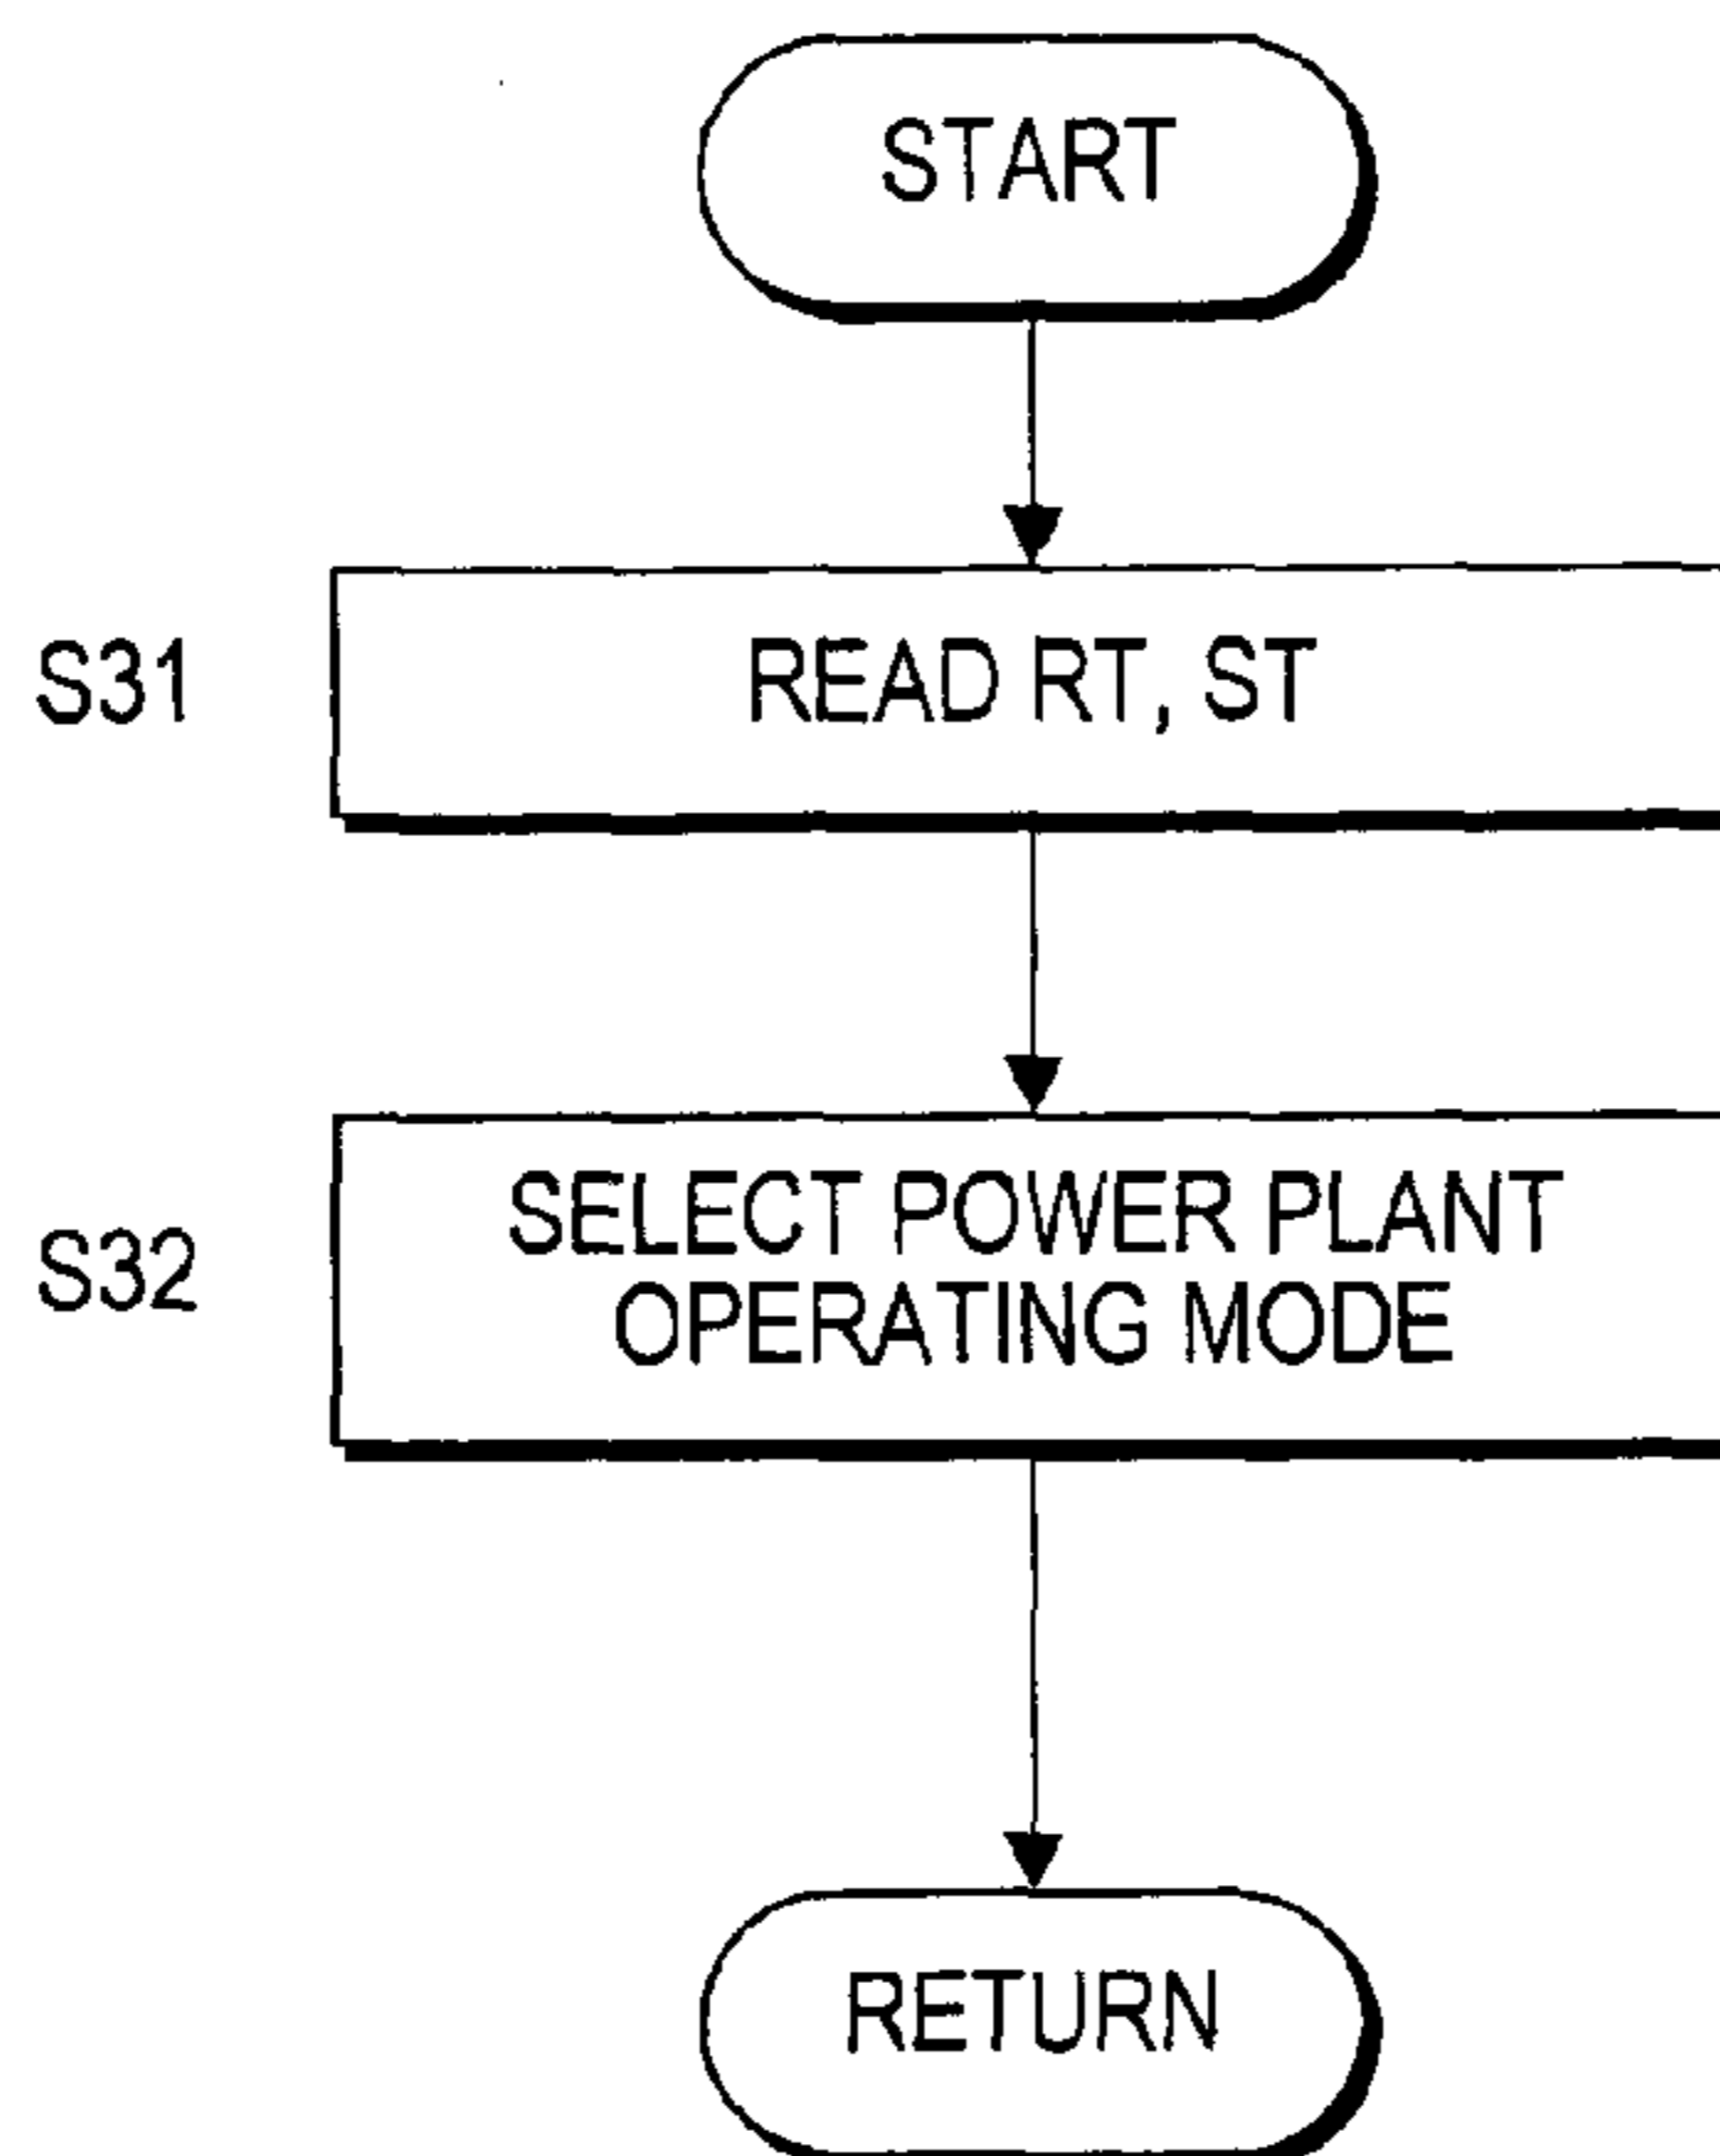 START
S31
READ RT, ST
S32
SELECT POWER PLANT
OPERATING MODE
RETURN